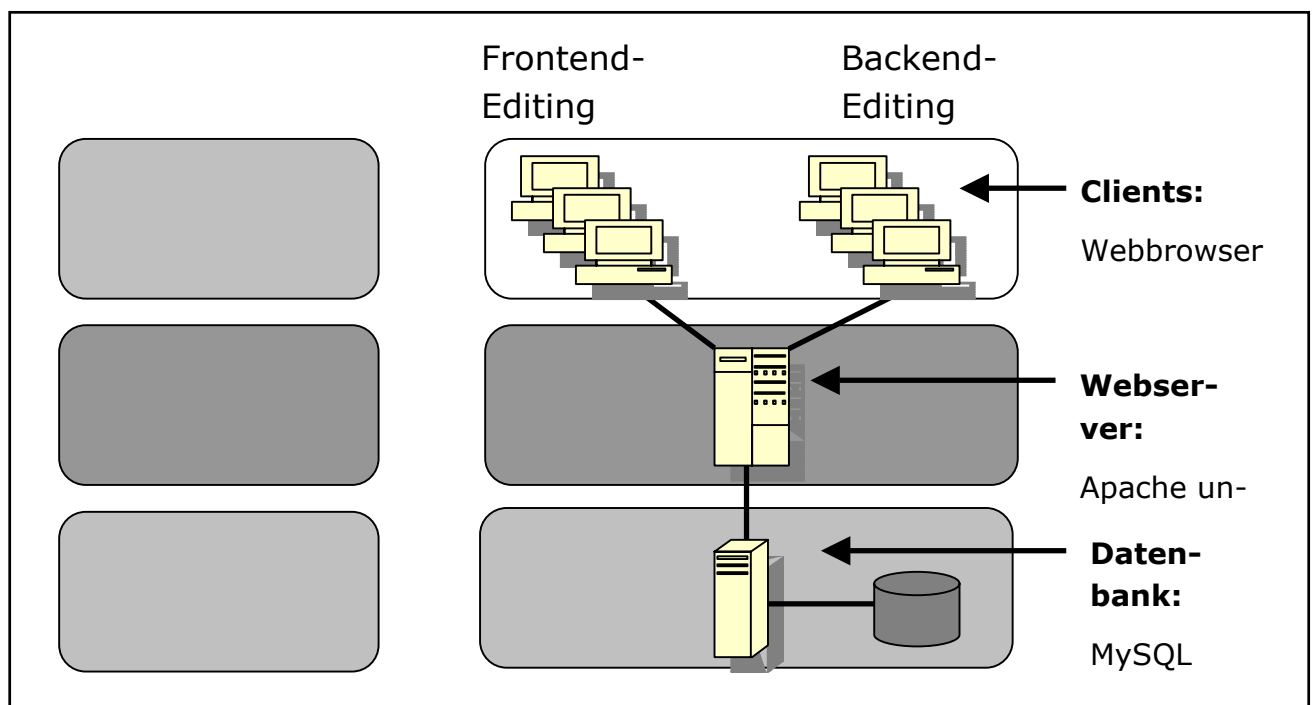 Frontend-
Editing
Backend-
Editing
Clients:
Webbrowser
Webser-
ver:
Apache un-
Daten-
bank:
MySQL